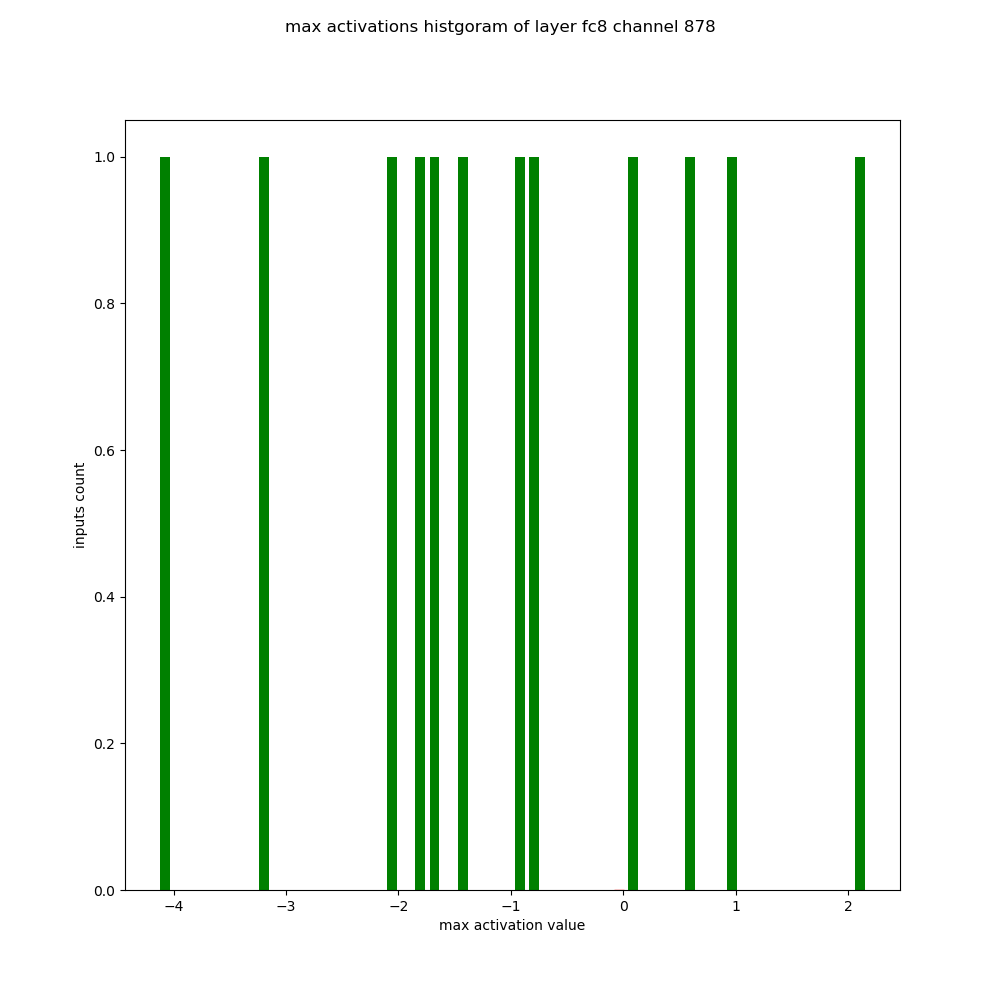 max activations histgoram of layer fc8 channel 878
1.0
0.8
0.6
0.4
0.2
0.0
inputs count
−4 −3 −2 −1 0 1 2
max activation value